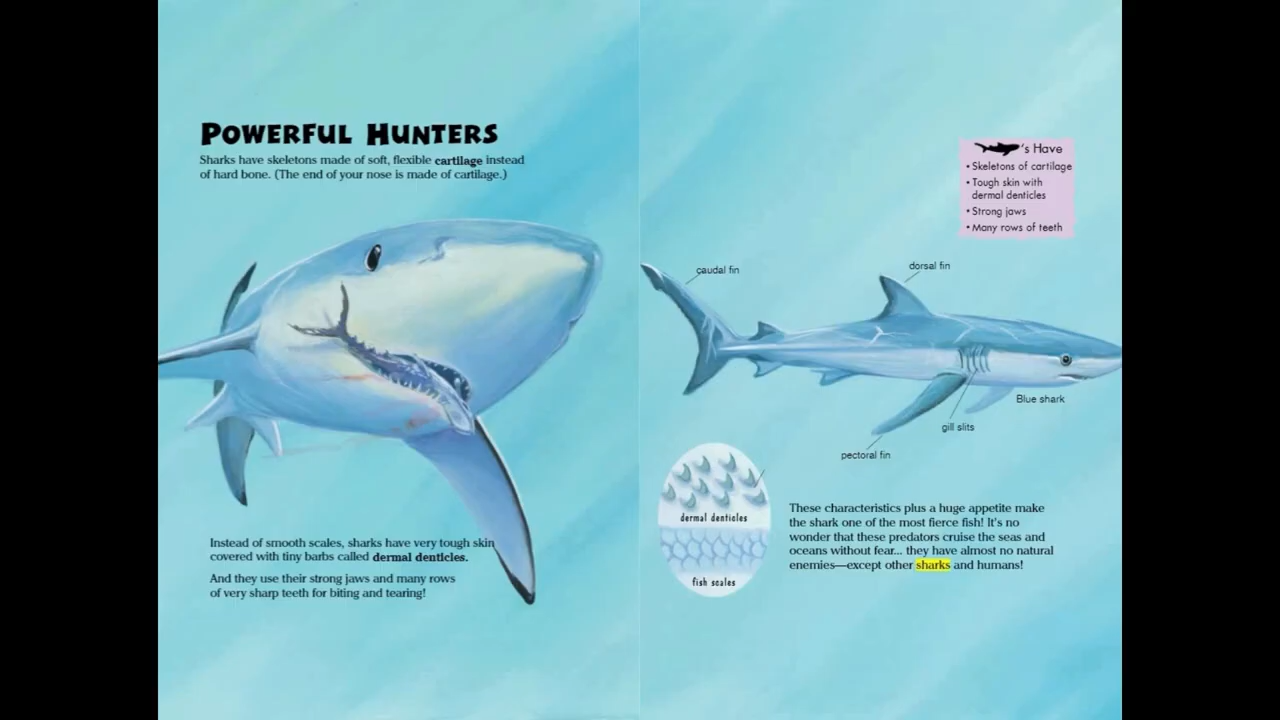 POWERFUL HUNTERS
Sharks have skeletons made of soft, flexible cartilage instead
of hard bone. (The end of your nose is made of cartilage.)
Instead of smooth scales, sharks have very tough skin
covered with tiny barbs called dermal denticles.
And they use their strong jaws and many rows
of very sharp teeth for biting and tearing!
's Have
• Skeletons of cartilage
• Tough skin with
dermal denticles
• Strong jaws
• Many rows of teeth
caudal fin
dorsal fin
Blue shark
gill slits
pectoral fin
dermal denticles
fish scales
These characteristics plus a huge appetite make
the shark one of the most fierce fish! It's no
wonder that these predators cruise the seas and
oceans without fear... they have almost no natural
enemies—except other sharks and humans!